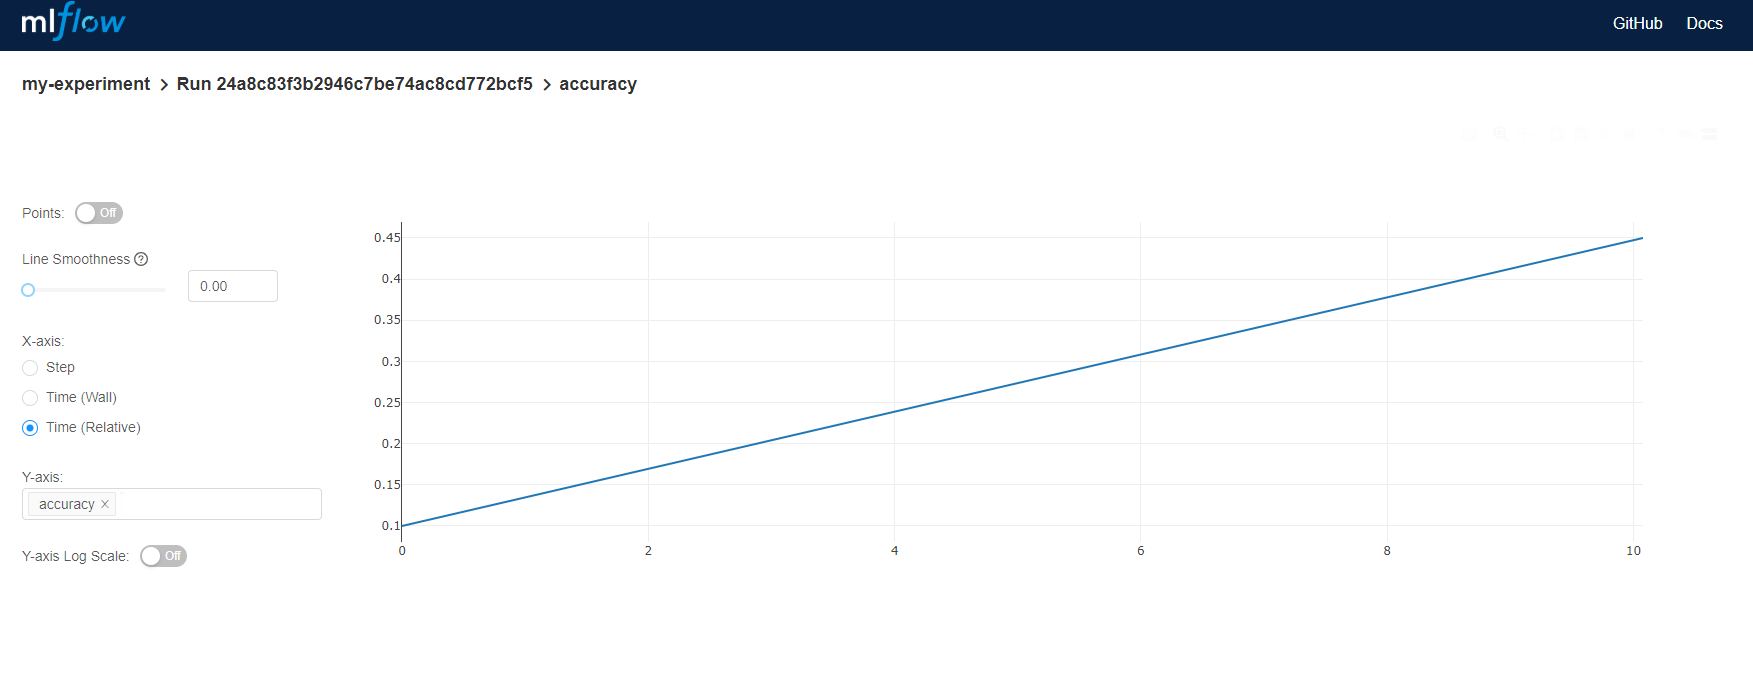 mlflow
GitHub Docs
my-experiment > Run 24a8c83f3b2946c7be74ac8cd772bcf5 > accuracy
Points: Off
Line Smoothness ?
0.00
X-axis:
Step
Time (Wall)
Time (Relative)
Y-axis:
accuracy ×
Y-axis Log Scale: Off
0.45
0.4
0.35
0.3
0.25
0.2
0.15
0.1
0 2 4 6 8 10